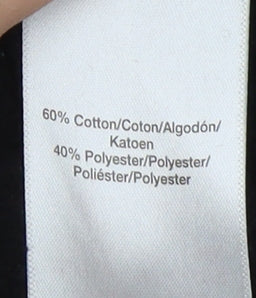 60% Cotton/Coton/Algodón/
Katoen
40% Polyester/Polyester/
Poliéster/Polyester